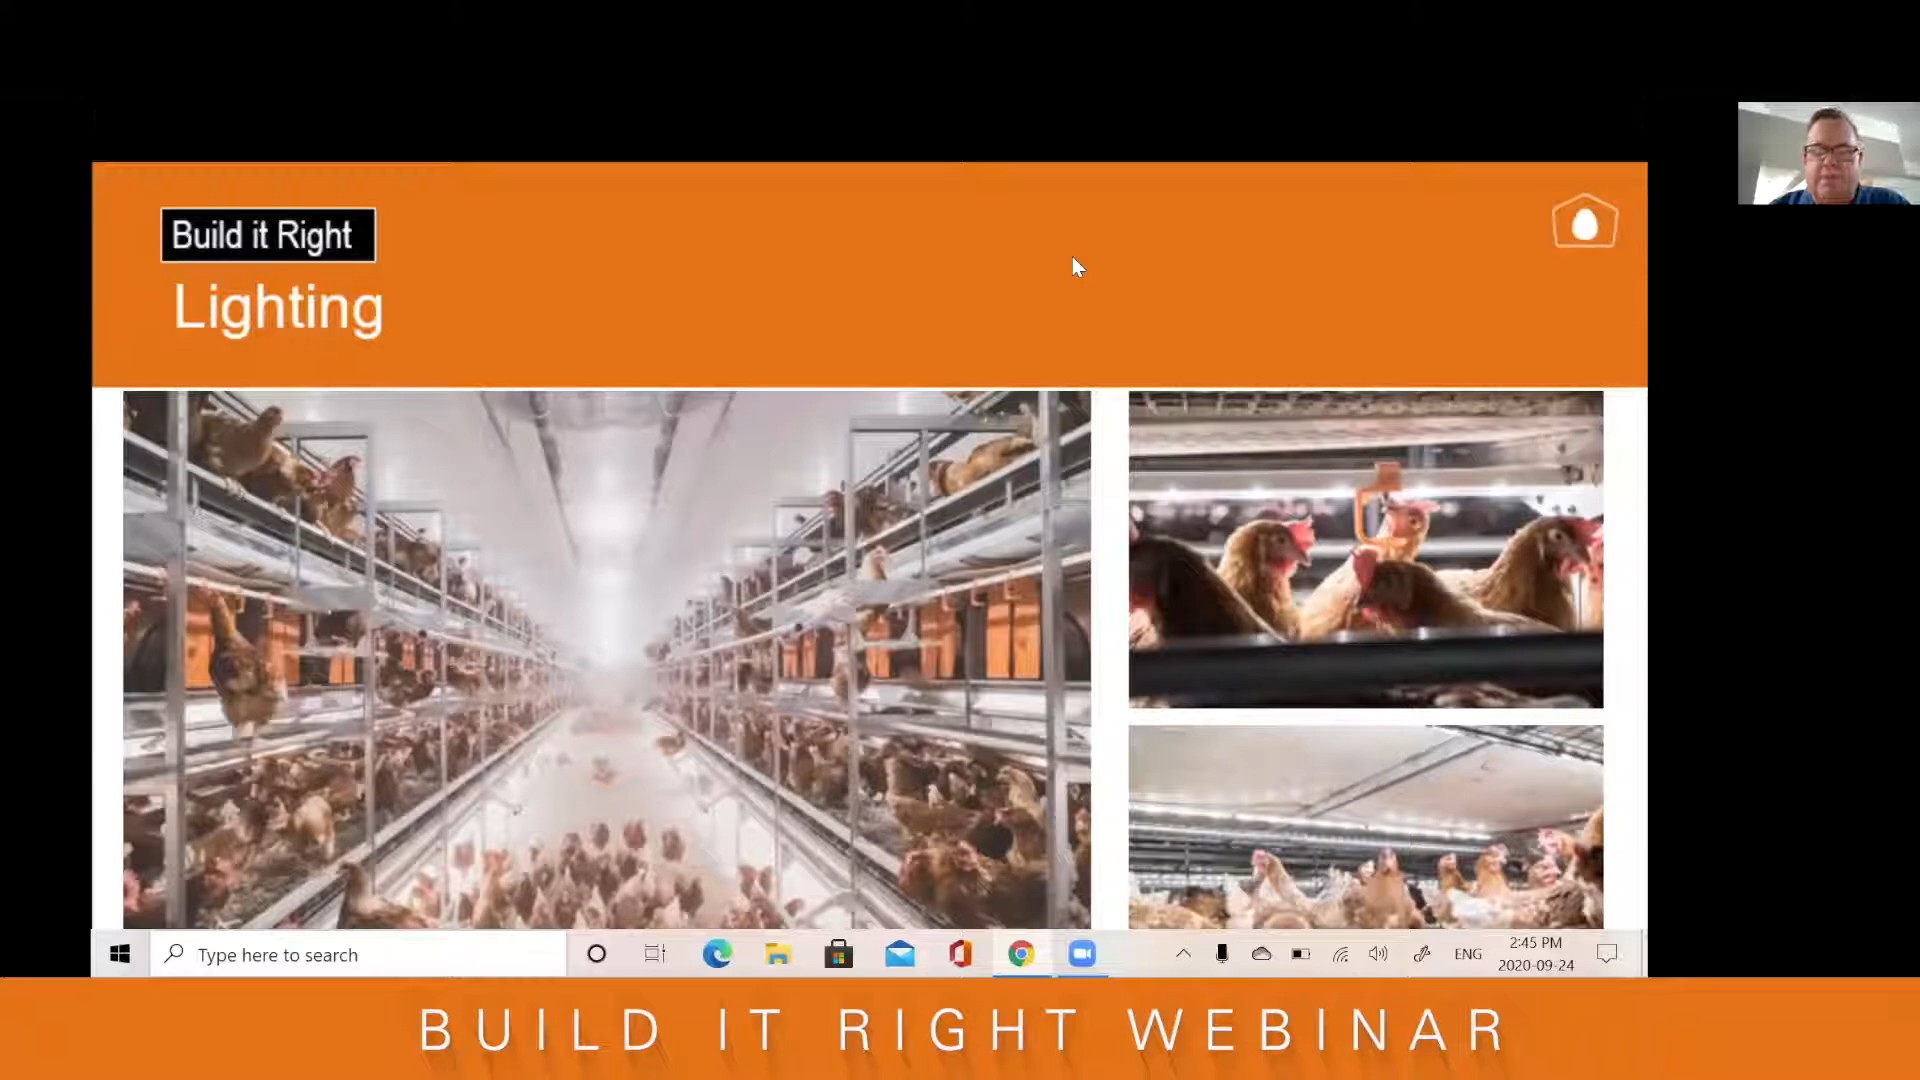 Build it Right
Lighting
Type here to search
ENG
2:45 PM
2020-09-24
BUILD IT RIGHT WEBINAR